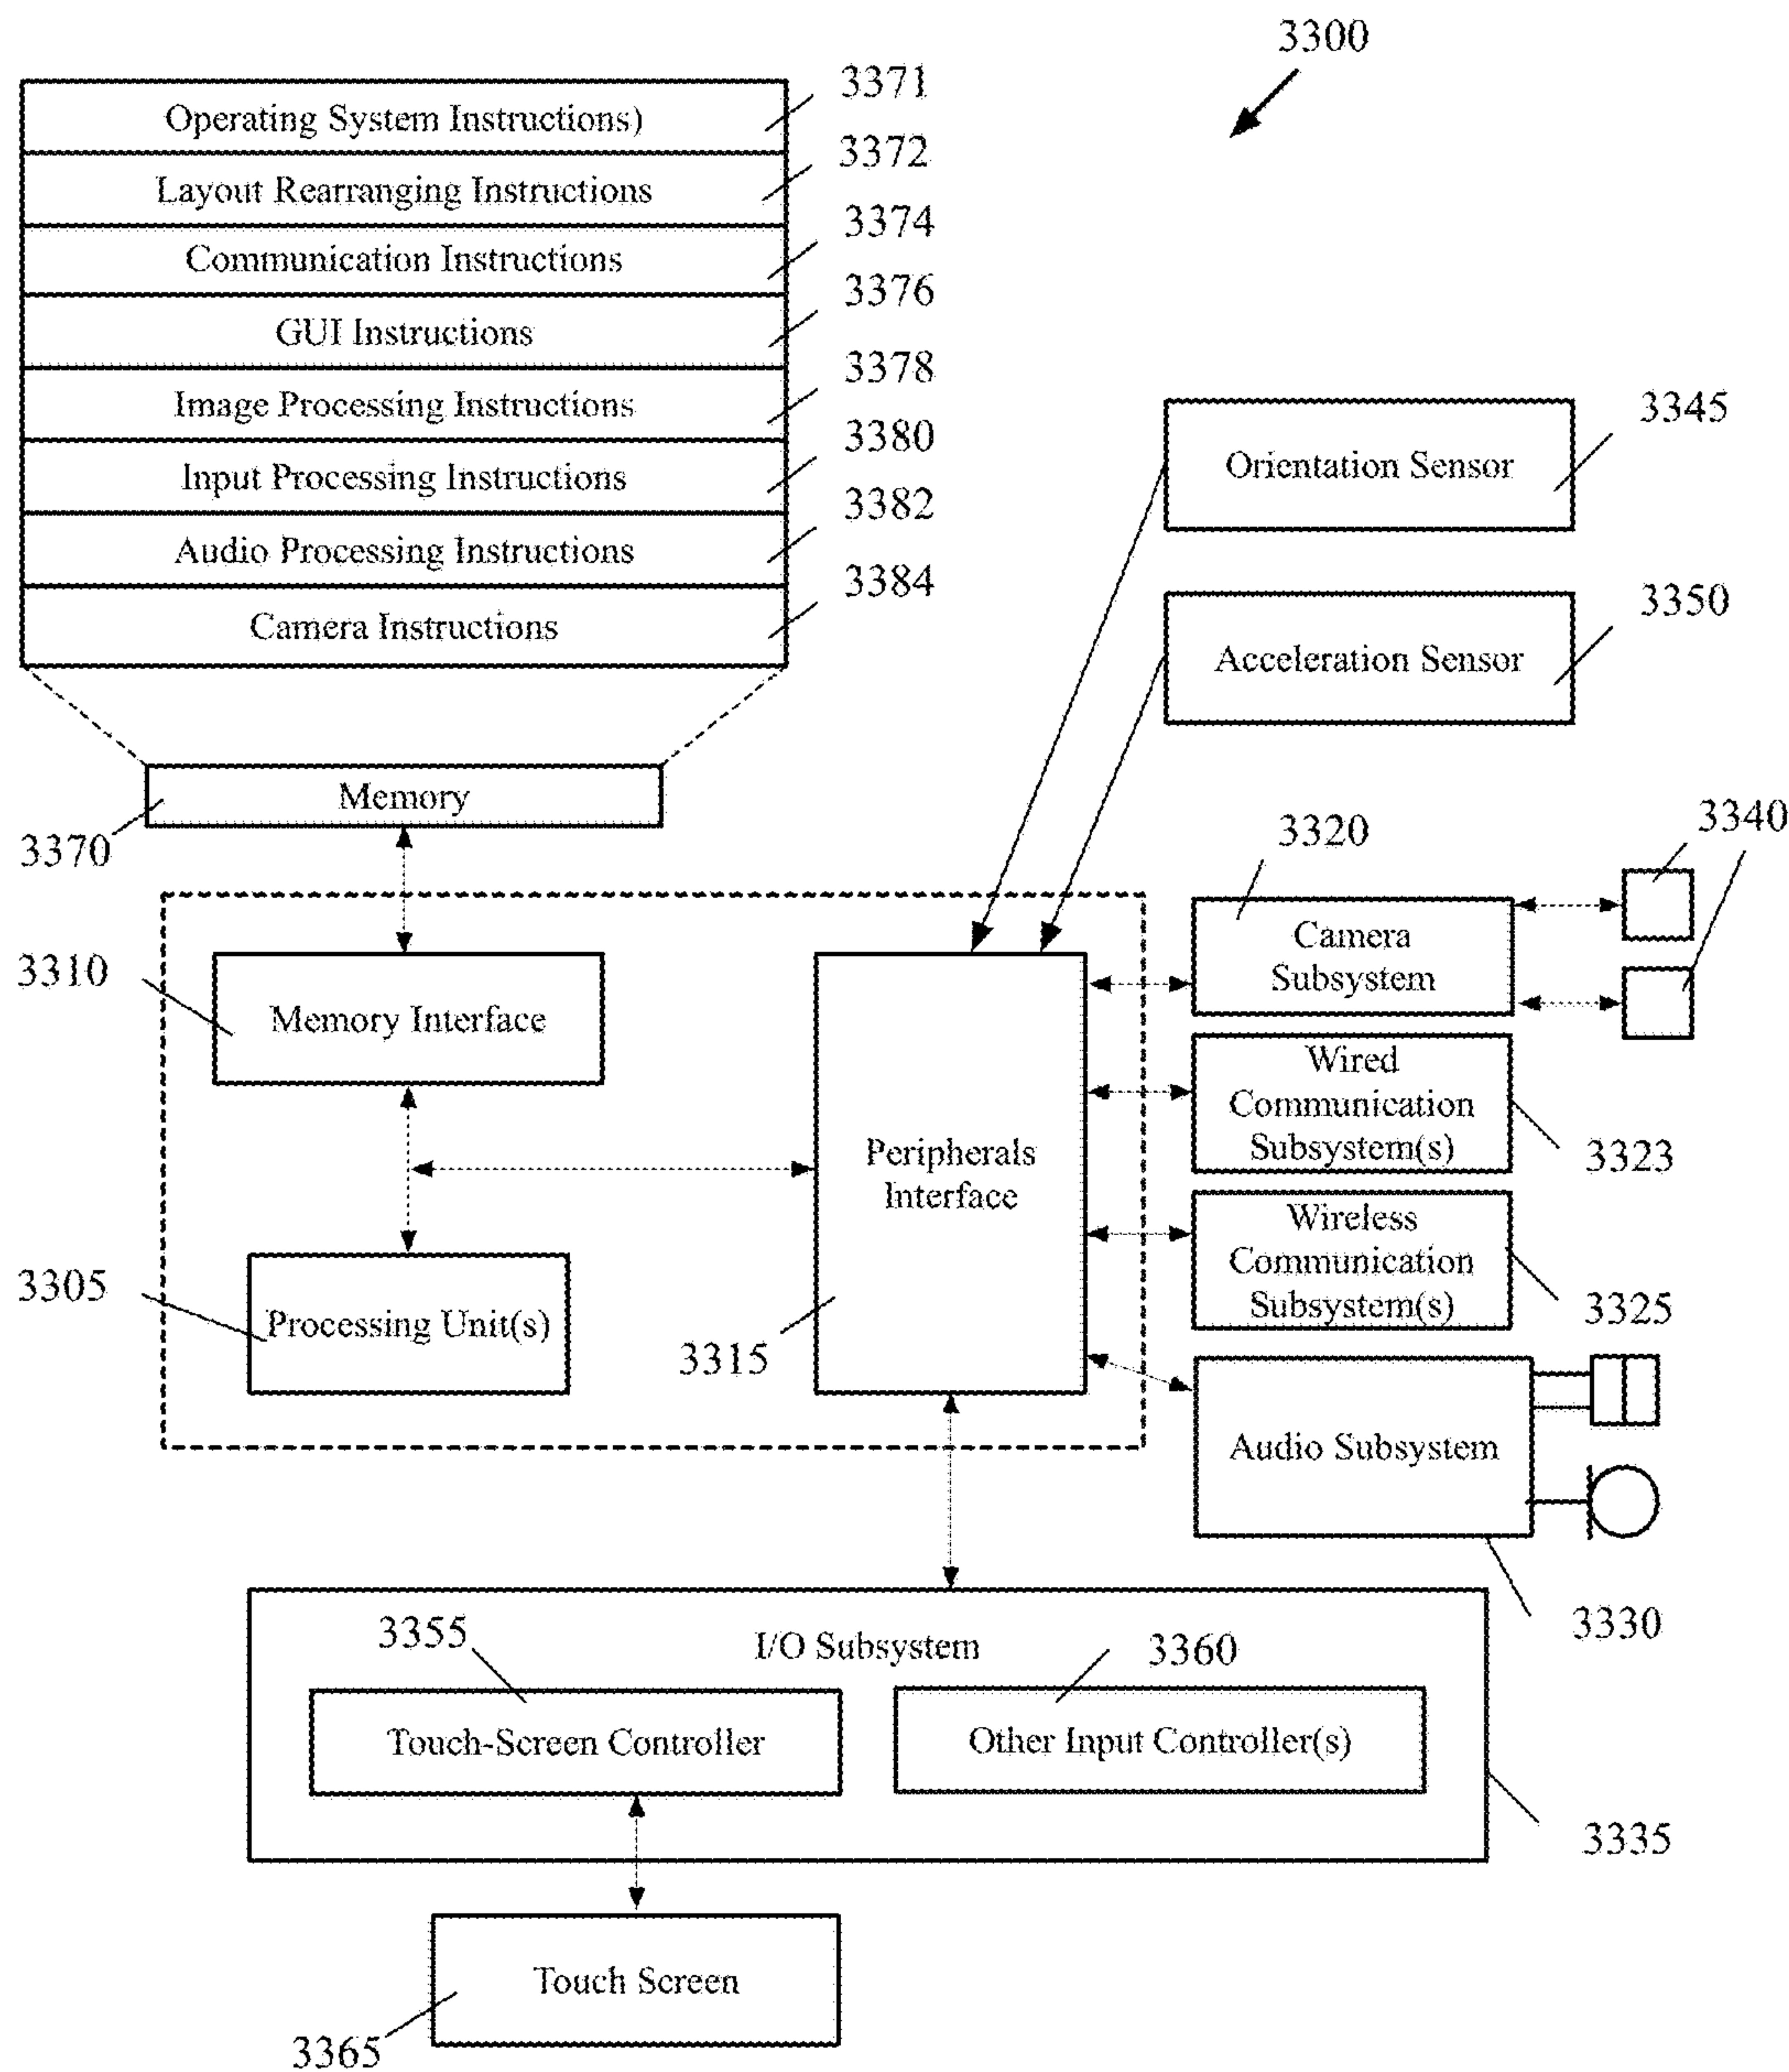 3300
Operating System Instructions)
3371
Layout Rearranging Instructions
3372
Communication Instructions
3374
GUI Instructions
3376
Image Processing Instructions
3378
Input Processing Instructions
3380
Audio Processing Instructions
3382
Camera Instructions
3384
Orientation Sensor
3345
Acceleration Sensor
3350
Memory
3370
3320
3340
Camera
Subsystem
3310
Memory Interface
Wired
Communication
Subsystem(s)
3323
Peripherals
Interface
3315
Wireless
Communication
Subsystem(s)
3325
3305
Processing Unit(s)
Audio Subsystem
3330
I/O Subsystem
3355
3360
Touch-Screen Controller
Other Input Controller(s)
3335
Touch Screen
3365